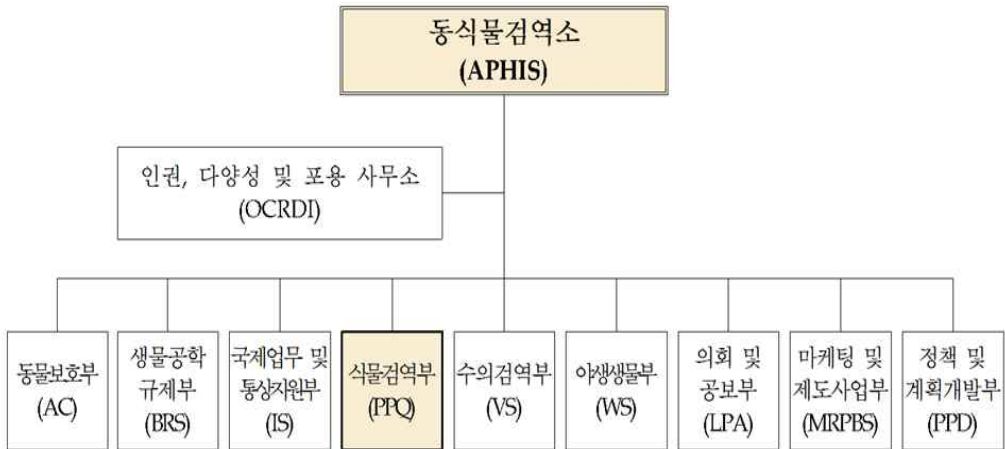 동식물검역소
(APHIS)
인권, 다양성 및 포용 사무소
(OCRDI)
동물보호부
(AC)
생물공학
규제부
(BRS)
국제업무 및
통상지원부
(IS)
식물검역부
(PPQ)
수의검역부
(VS)
야생생물부
(WS)
의회 및
공보부
(LPA)
마케팅 및
제도사업부
(MRPBS)
정책 및
계획개발부
(PPD)